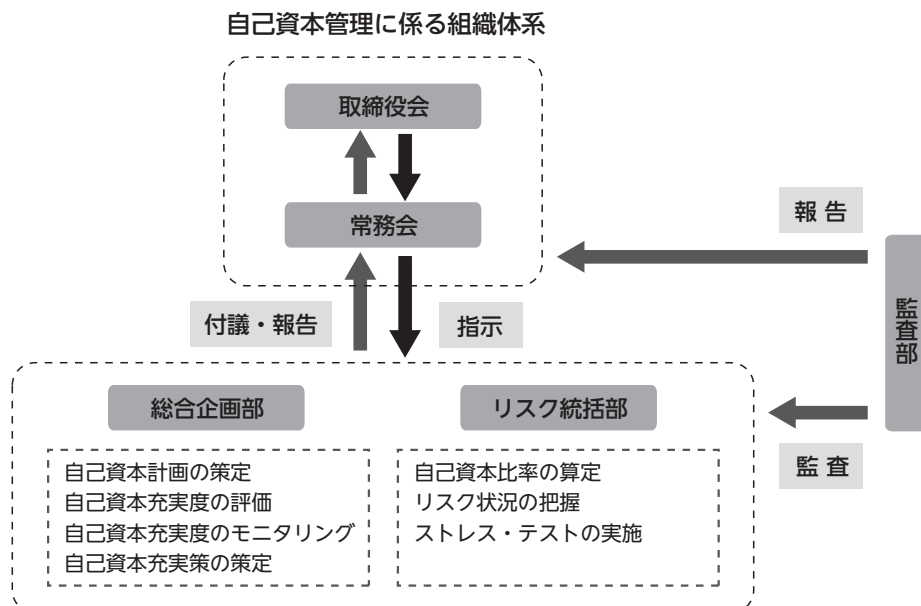 自己資本管理に係る組織体系
取締役会
常務会
報 告
付議・報告
指示
監査部
総合企画部
リスク統括部
監 査
自己資本計画の策定
自己資本充実度の評価
自己資本充実度のモニタリング
自己資本充実策の策定
自己資本比率の算定
リスク状況の把握
ストレス・テストの実施